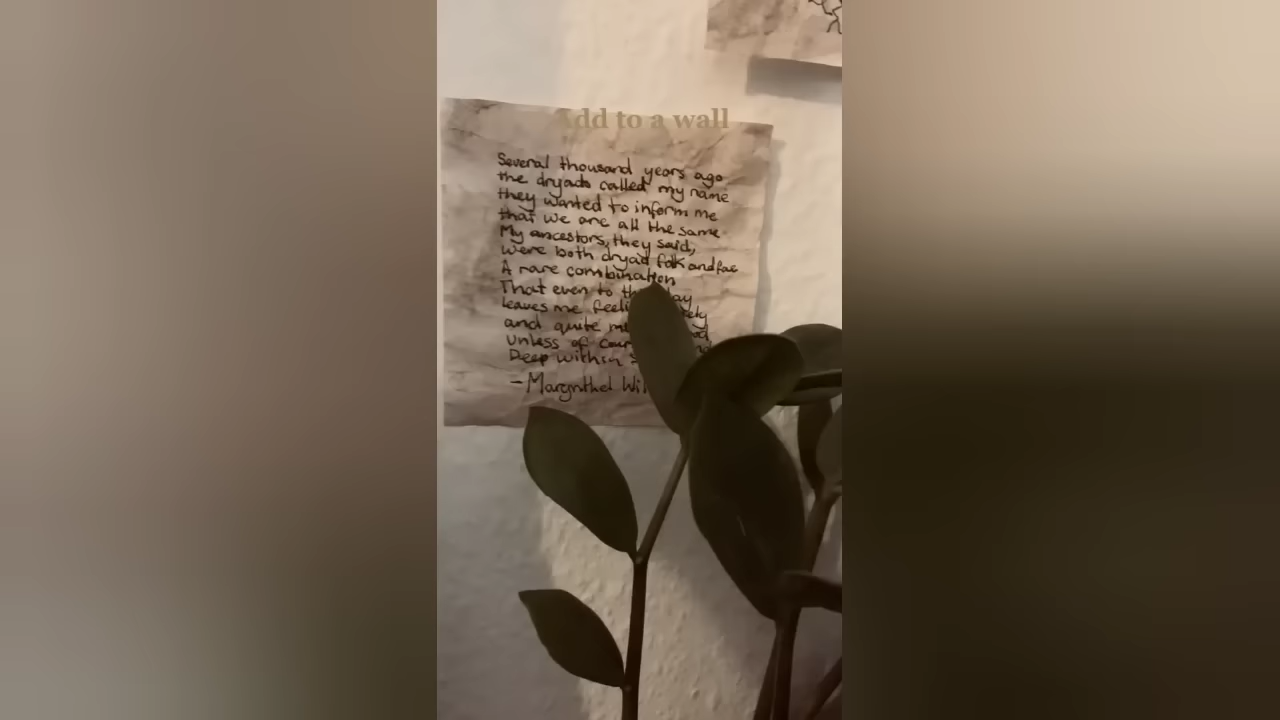 Add to a wall
Several thousand years ago
the dryads called my name
they wanted to inform me
that we are all the same.
My ancestors, they said,
were both dryad folk and fae
A rare combination
That even to day
leaves me
and quite
Unless of
Deep within